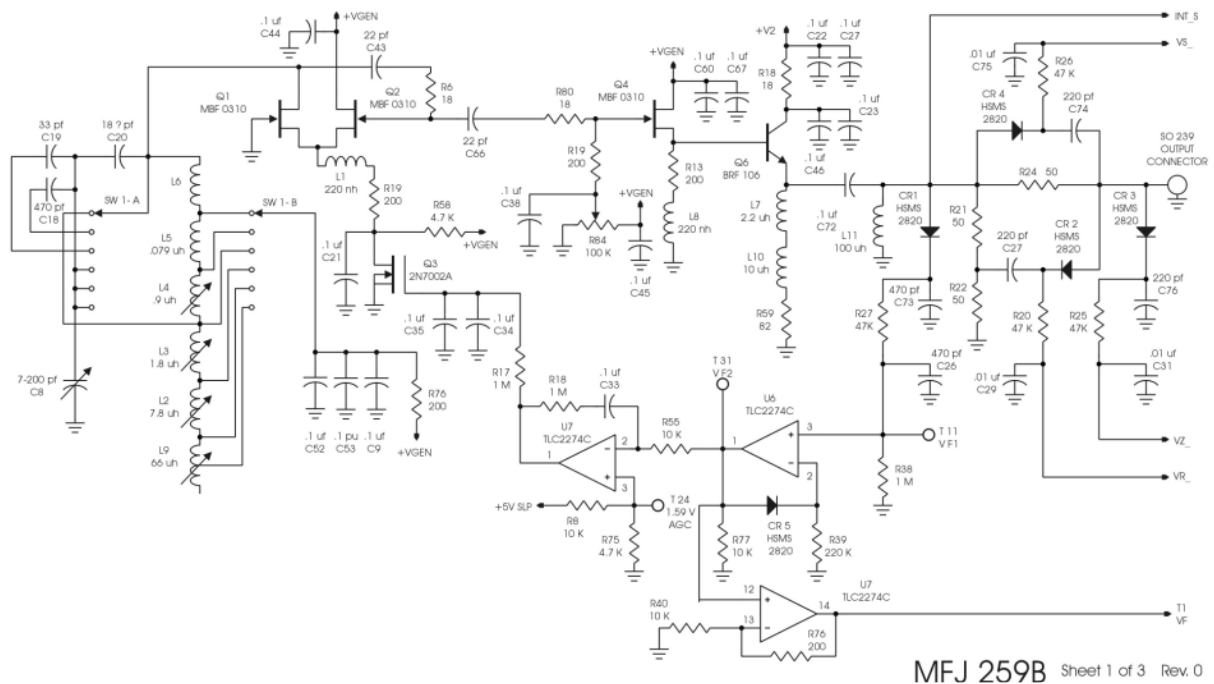 .1 uf
C44
+VGEN
22 pf
C43
Q1
MBF 0310
Q2
MBF 0310
R6
18
33 pf
C19
18 ? pf
C20
470 pf
C18
SW 1- A
SW 1- B
L6
L5
.079 uh
L4
.9 uh
L3
1.8 uh
L2
7.8 uh
L9
66 uh
7-200 pf
C8
L1
220 nh
R19
200
R58
4.7 K
+VGEN
.1 uf
C21
Q3
2N7002A
.1 uf
C35
.1 uf
C34
.1 uf
C52
.1 pu
C53
.1 uf
C9
R76
200
+VGEN
22 pf
C66
R80
18
R19
200
.1 uf
C38
+VGEN
R84
100 K
.1 uf
C45
+VGEN
Q4
MBF 0310
.1 uf
C60
.1 uf
C67
R13
200
L8
220 nh
+V2
R18
18
.1 uf
C22
.1 uf
C27
.1
uf
C23
Q6
BRF 106
.1 uf
C46
L7
2.2 uh
L10
10 uh
R59
82
.1 uf
C72
L11
100 uh
CR1
HSMS
2820
470 pf
C73
R27
47K
470 pf
C26
T 11
V F1
R38
1 M
INT_S
VS_
.01 uf
C75
R26
47 K
CR 4
HSMS
2820
220 pf
C74
SO 239
OUTPUT
CONNECTOR
R24 50
R21
50
CR 2
HSMS
2820
CR 3
HSMS
2820
220 pf
C27
R22
50
220 pf
C76
R20
47 K
R25
47K
.01 uf
C29
.01 uf
C31
VZ_
VR_
R17
1 M
R18
1 M
.1 uf
C33
U7
TLC2274C
1
2
3
R55
10 K
T 31
V F2
U6
TLC2274C
1
3
2
+5V SLP
R8
10 K
T 24
1.59 V
AGC
R75
4.7 K
R77
10 K
CR 5
HSMS
2820
R39
220 K
U7
TLC2274C
12
13
14
R40
10 K
R76
200
T1
VF
MFJ 259B Sheet 1 of 3 Rev. 0